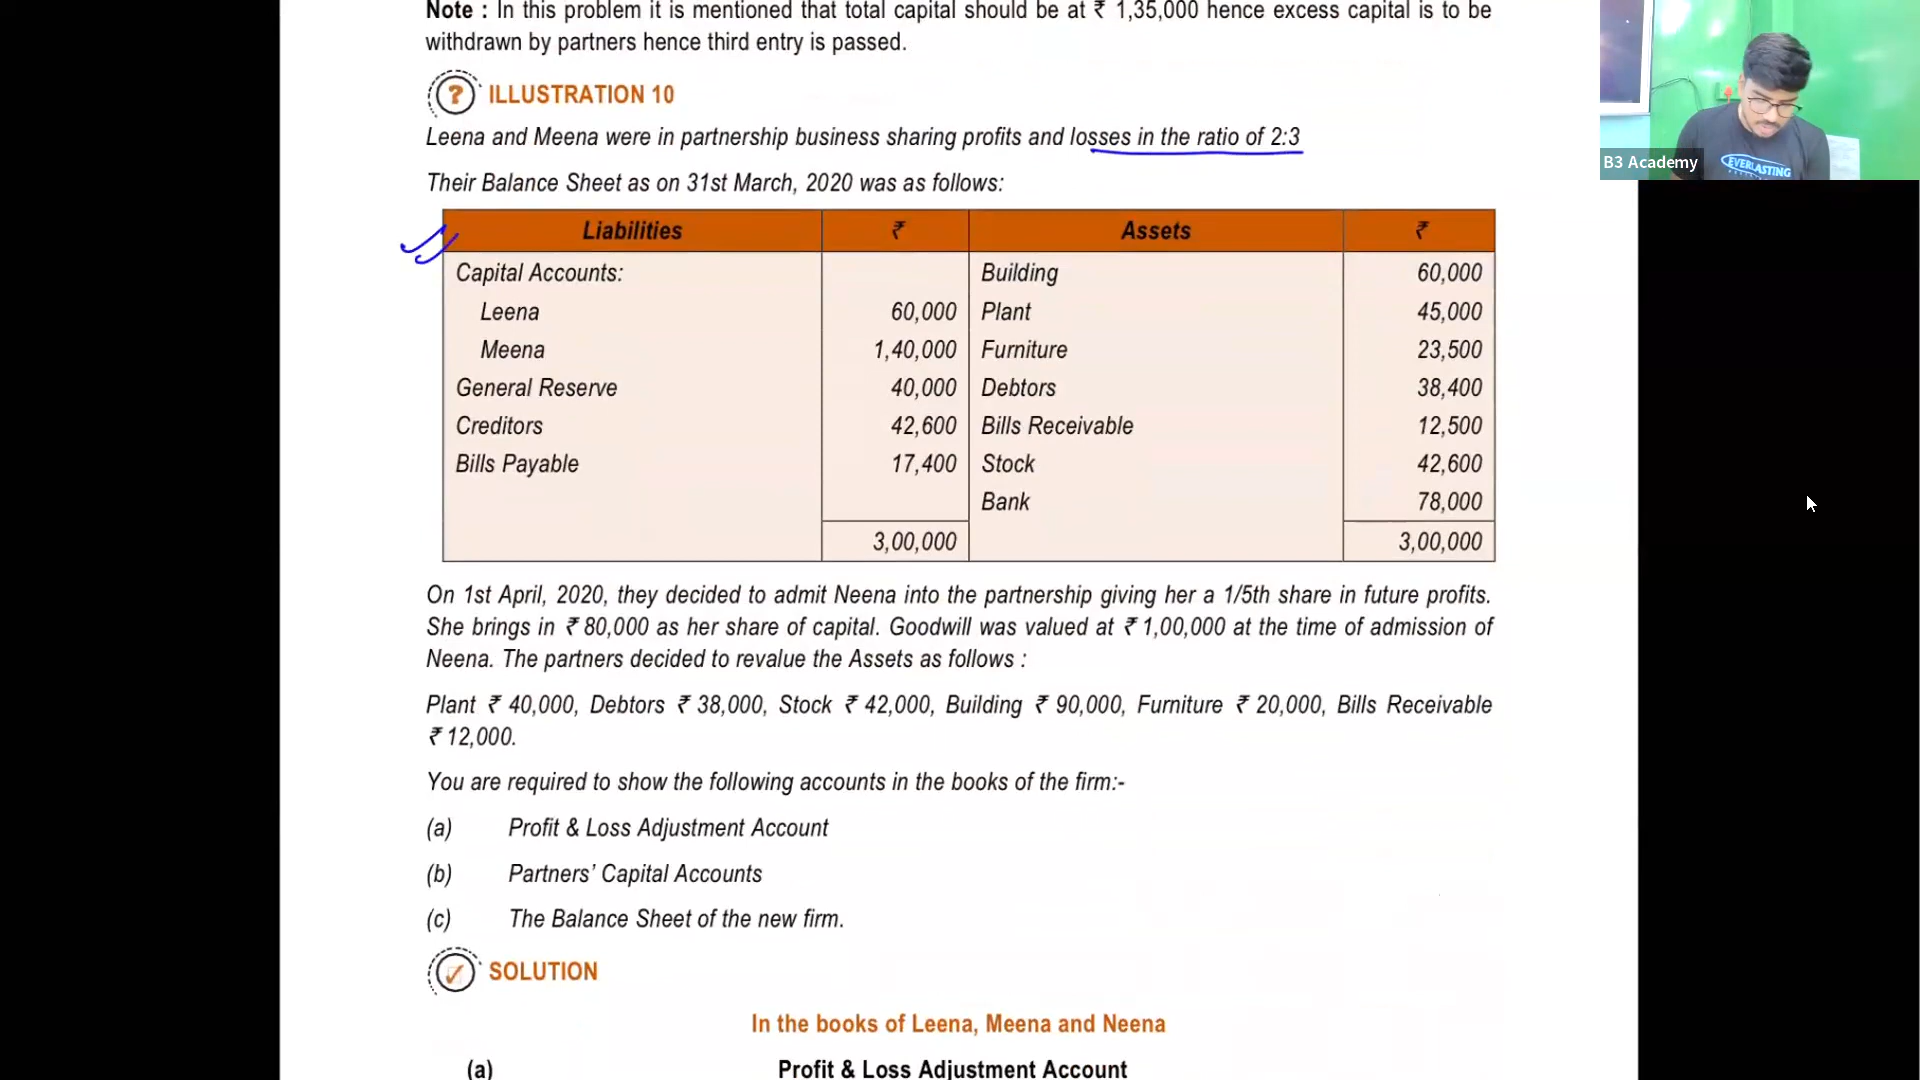 Note : In this problem it is mentioned that total capital should be at ₹ 1,35,000 hence excess capital is to be
withdrawn by partners hence third entry is passed.
? ILLUSTRATION 10
Leena and Meena were in partnership business sharing profits and losses in the ratio of 2:3
Their Balance Sheet as on 31st March, 2020 was as follows:
Liabilities ₹ Assets ₹
Capital Accounts: Building 60,000
Leena 60,000 Plant 45,000
Meena 1,40,000 Furniture 23,500
General Reserve 40,000 Debtors 38,400
Creditors 42,600 Bills Receivable 12,500
Bills Payable 17,400 Stock 42,600
Bank 78,000
3,00,000 3,00,000
On 1st April, 2020, they decided to admit Neena into the partnership giving her a 1/5th share in future profits.
She brings in ₹ 80,000 as her share of capital. Goodwill was valued at ₹ 1,00,000 at the time of admission of
Neena. The partners decided to revalue the Assets as follows :
Plant ₹ 40,000, Debtors ₹ 38,000, Stock ₹ 42,000, Building ₹ 90,000, Furniture ₹ 20,000, Bills Receivable
₹ 12,000.
You are required to show the following accounts in the books of the firm:-
(a) Profit & Loss Adjustment Account
(b) Partners' Capital Accounts
(c) The Balance Sheet of the new firm.
SOLUTION
In the books of Leena, Meena and Neena
(a) Profit & Loss Adjustment Account
B3 Academy
EVERLASTING